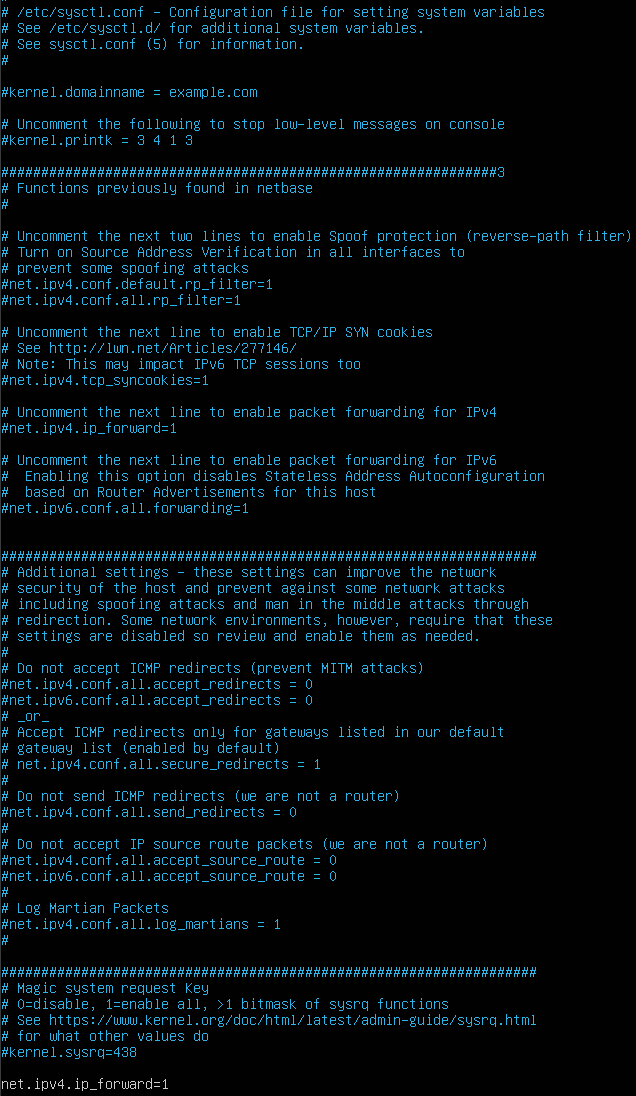 # /etc/sysctl.conf – Configuration file for setting system variables
# See /etc/sysctl.d/ for additional system variables.
# See sysctl.conf (5) for information.
#
#kernel.domainname = example.com
# Uncomment the following to stop low-level messages on console
#kernel.printk = 3 4 1 3
##############################################################3
# Functions previously found in netbase
#
# Uncomment the next two lines to enable Spoof protection (reverse-path filter)
# Turn on Source Address Verification in all interfaces to
# prevent some spoofing attacks
#net.ipv4.conf.default.rp_filter=1
#net.ipv4.conf.all.rp_filter=1
# Uncomment the next line to enable TCP/IP SYN cookies
# See http://lwn.net/Articles/277146/
# Note: This may impact IPv6 TCP sessions too
#net.ipv4.tcp_syncookies=1
# Uncomment the next line to enable packet forwarding for IPv4
#net.ipv4.ip_forward=1
# Uncomment the next line to enable packet forwarding for IPv6
#  Enabling this option disables Stateless Address Autoconfiguration
#  based on Router Advertisements for this host
#net.ipv6.conf.all.forwarding=1
###################################################################
# Additional settings – these settings can improve the network
# security of the host and prevent against some network attacks
# including spoofing attacks and man in the middle attacks through
# redirection. Some network environments, however, require that these
# settings are disabled so review and enable them as needed.
#
# Do not accept ICMP redirects (prevent MITM attacks)
#net.ipv4.conf.all.accept_redirects = 0
#net.ipv6.conf.all.accept_redirects = 0
# _or_
# Accept ICMP redirects only for gateways listed in our default
# gateway list (enabled by default)
# net.ipv4.conf.all.secure_redirects = 1
#
# Do not send ICMP redirects (we are not a router)
#net.ipv4.conf.all.send_redirects = 0
#
# Do not accept IP source route packets (we are not a router)
#net.ipv4.conf.all.accept_source_route = 0
#net.ipv6.conf.all.accept_source_route = 0
#
# Log Martian Packets
#net.ipv4.conf.all.log_martians = 1
#
###################################################################
# Magic system request Key
# 0=disable, 1=enable all, >1 bitmask of sysrq functions
# See https://www.kernel.org/doc/html/latest/admin-guide/sysrq.html
# for what other values do
#kernel.sysrq=438
net.ipv4.ip_forward=1